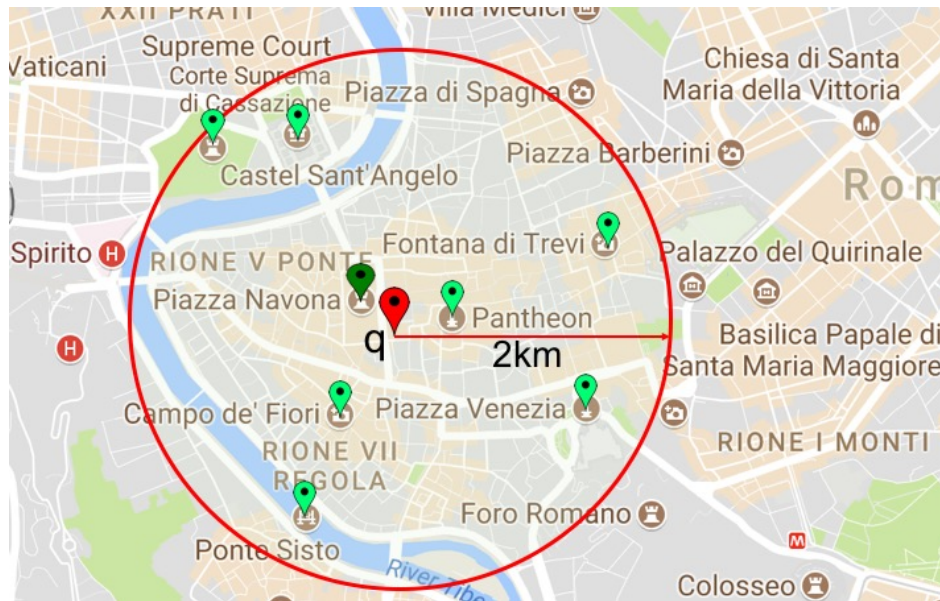 XXII PRATI
Villa Medici
Supreme Court
Corte Suprema
di Cassazione
Vaticani
Piazza di Spagna
Chiesa di Santa
Maria della Vittoria
Castel Sant'Angelo
Piazza Barberini
Rom
H
Spirito
RIONE V PONTE
Fontana di Trevi
Palazzo del Quirinale
Piazza Navona
Pantheon
q
2km
H
Basilica Papale di
Santa Maria Maggiore
Campo de' Fiori
Piazza Venezia
RIONE VII
REGOLA
RIONE I MONTI
Foro Romano
M
Ponte Sisto
River Tibe
Colosseo